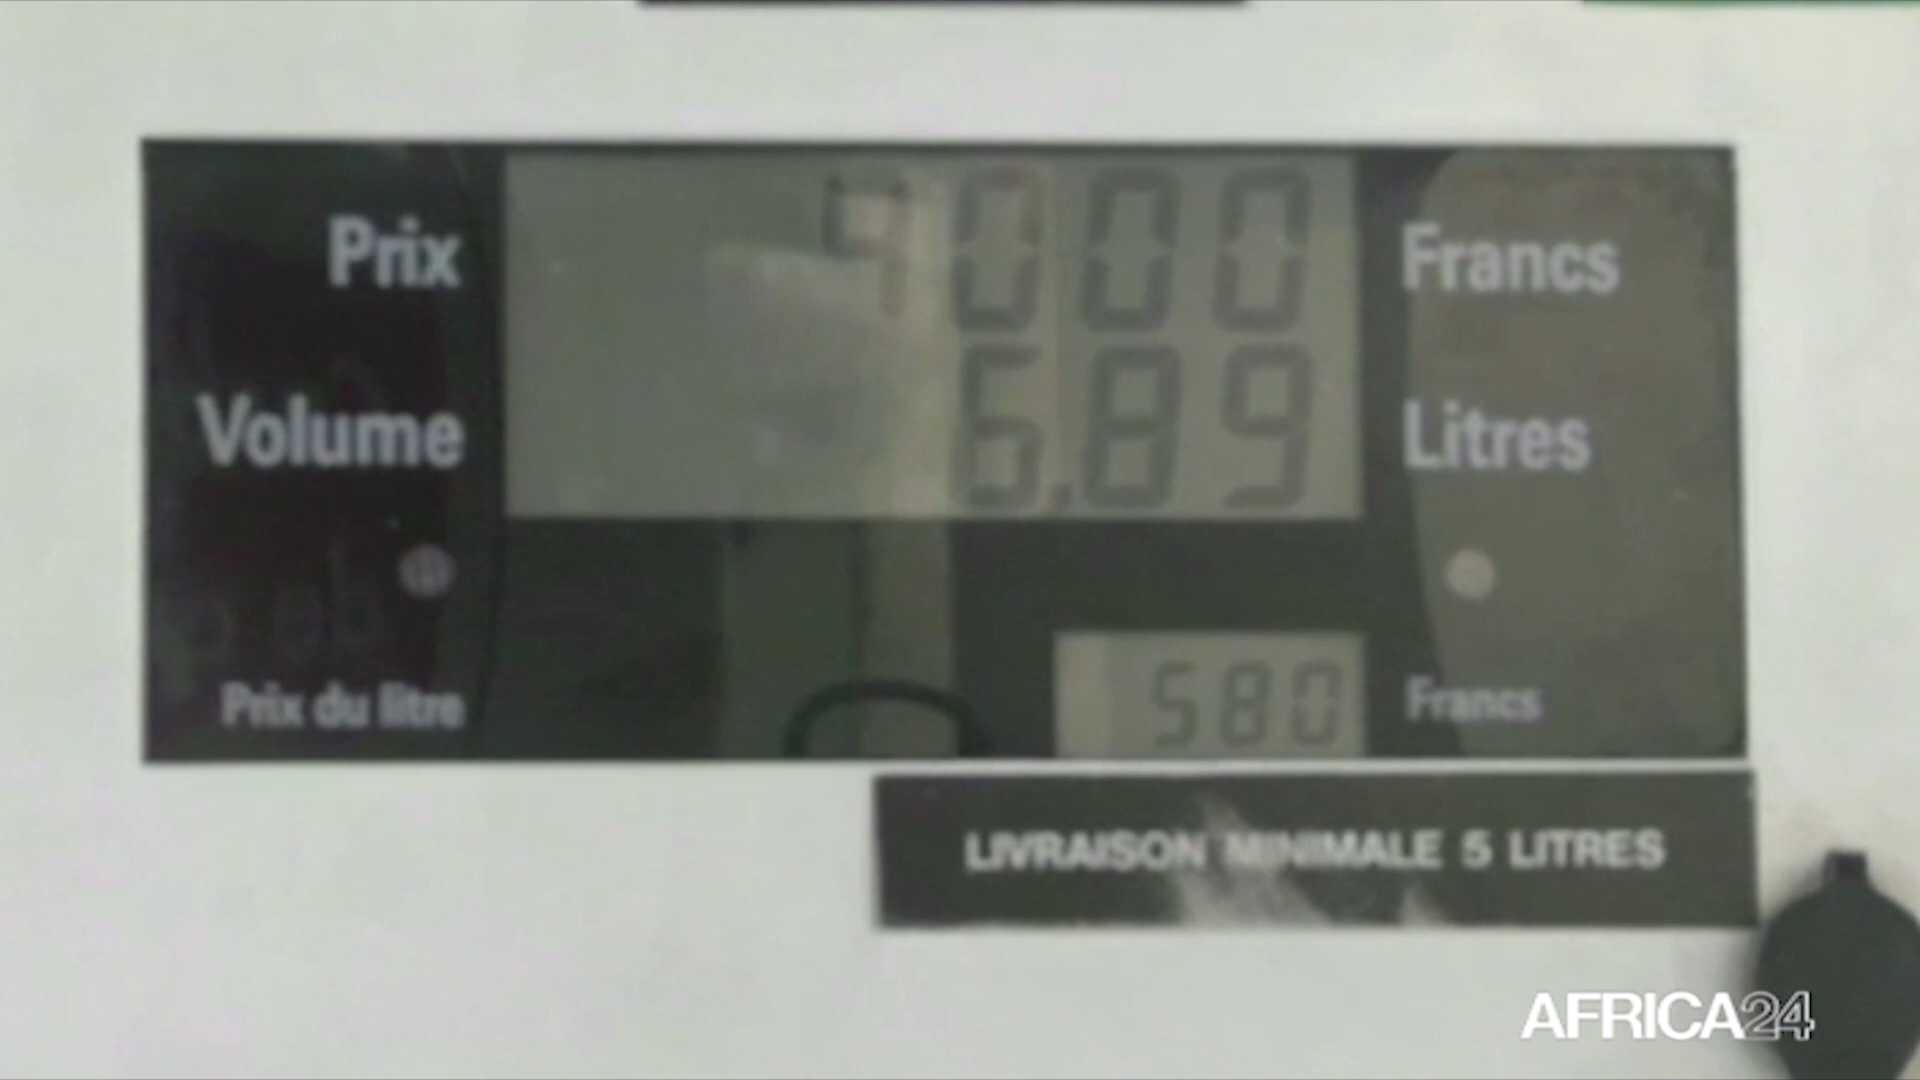 Prix 4000 Francs
Volume 6,89 Litres
Prix du litre 580 Francs
LIVRAISON MINIMALE 5 LITRES
AFRICA24